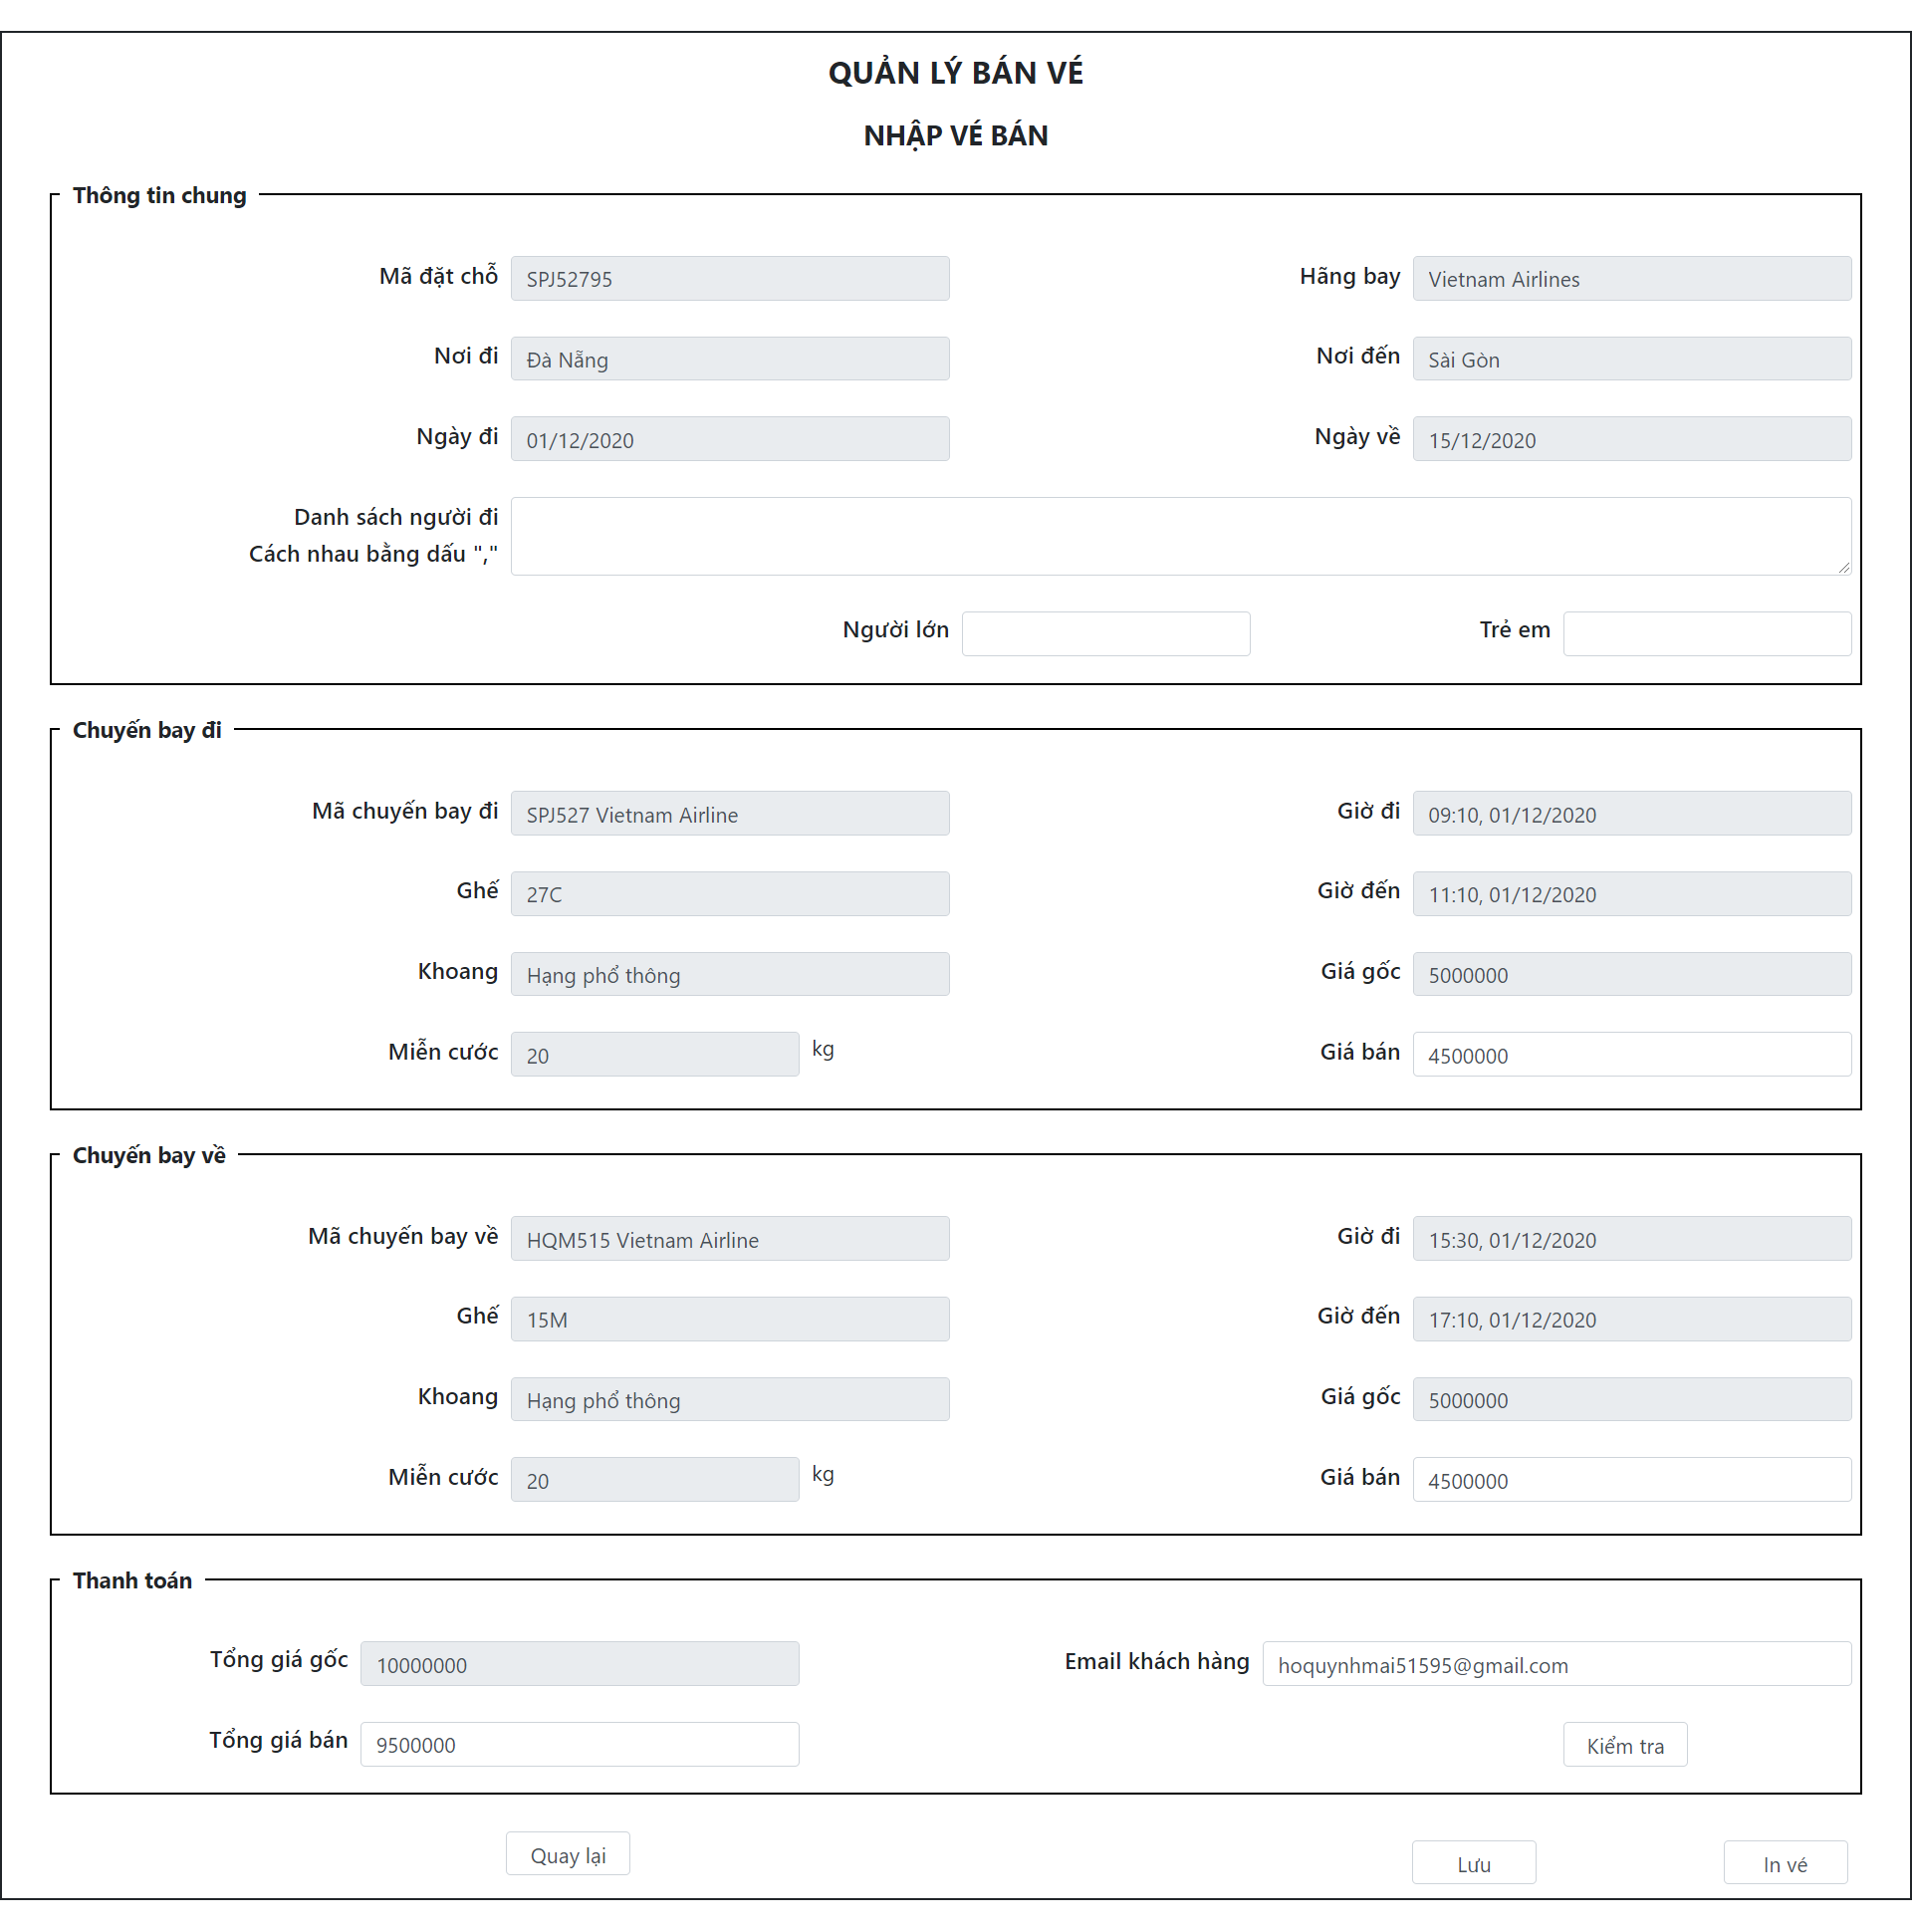 QUẢN LÝ BÁN VÉ
NHẬP VÉ BÁN
Thông tin chung
Mã đặt chỗ SPJ52795 Hãng bay Vietnam Airlines
Nơi đi Đà Nẵng Nơi đến Sài Gòn
Ngày đi 01/12/2020 Ngày về 15/12/2020
Danh sách người đi
Cách nhau bằng dấu ","
Người lớn Trẻ em
Chuyến bay đi
Mã chuyến bay đi SPJ527 Vietnam Airline Giờ đi 09:10, 01/12/2020
Ghế 27C Giờ đến 11:10, 01/12/2020
Khoang Hạng phổ thông Giá gốc 5000000
Miễn cước 20 kg Giá bán 4500000
Chuyến bay về
Mã chuyến bay về HQM515 Vietnam Airline Giờ đi 15:30, 01/12/2020
Ghế 15M Giờ đến 17:10, 01/12/2020
Khoang Hạng phổ thông Giá gốc 5000000
Miễn cước 20 kg Giá bán 4500000
Thanh toán
Tổng giá gốc 10000000 Email khách hàng hoquynhmai51595@gmail.com
Tổng giá bán 9500000 Kiểm tra
Quay lại Lưu In vé